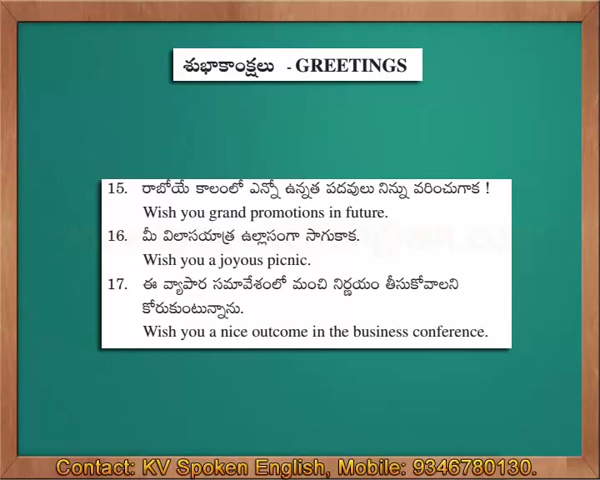 శుభాకాంక్షలు - GREETINGS
15. రాబోయే కాలంలో ఎన్నో ఉన్నత పదవులు నిన్ను వరించుగాక !
Wish you grand promotions in future.
16. మీ విలాసయాత్ర ఉల్లాసంగా సాగుకాక.
Wish you a joyous picnic.
17. ఈ వ్యాపార సమావేశంలో మంచి నిర్ణయం తీసుకోవాలని
కోరుకుంటున్నాను.
Wish you a nice outcome in the business conference.
Contact: KV Spoken English, Mobile: 9346780130.